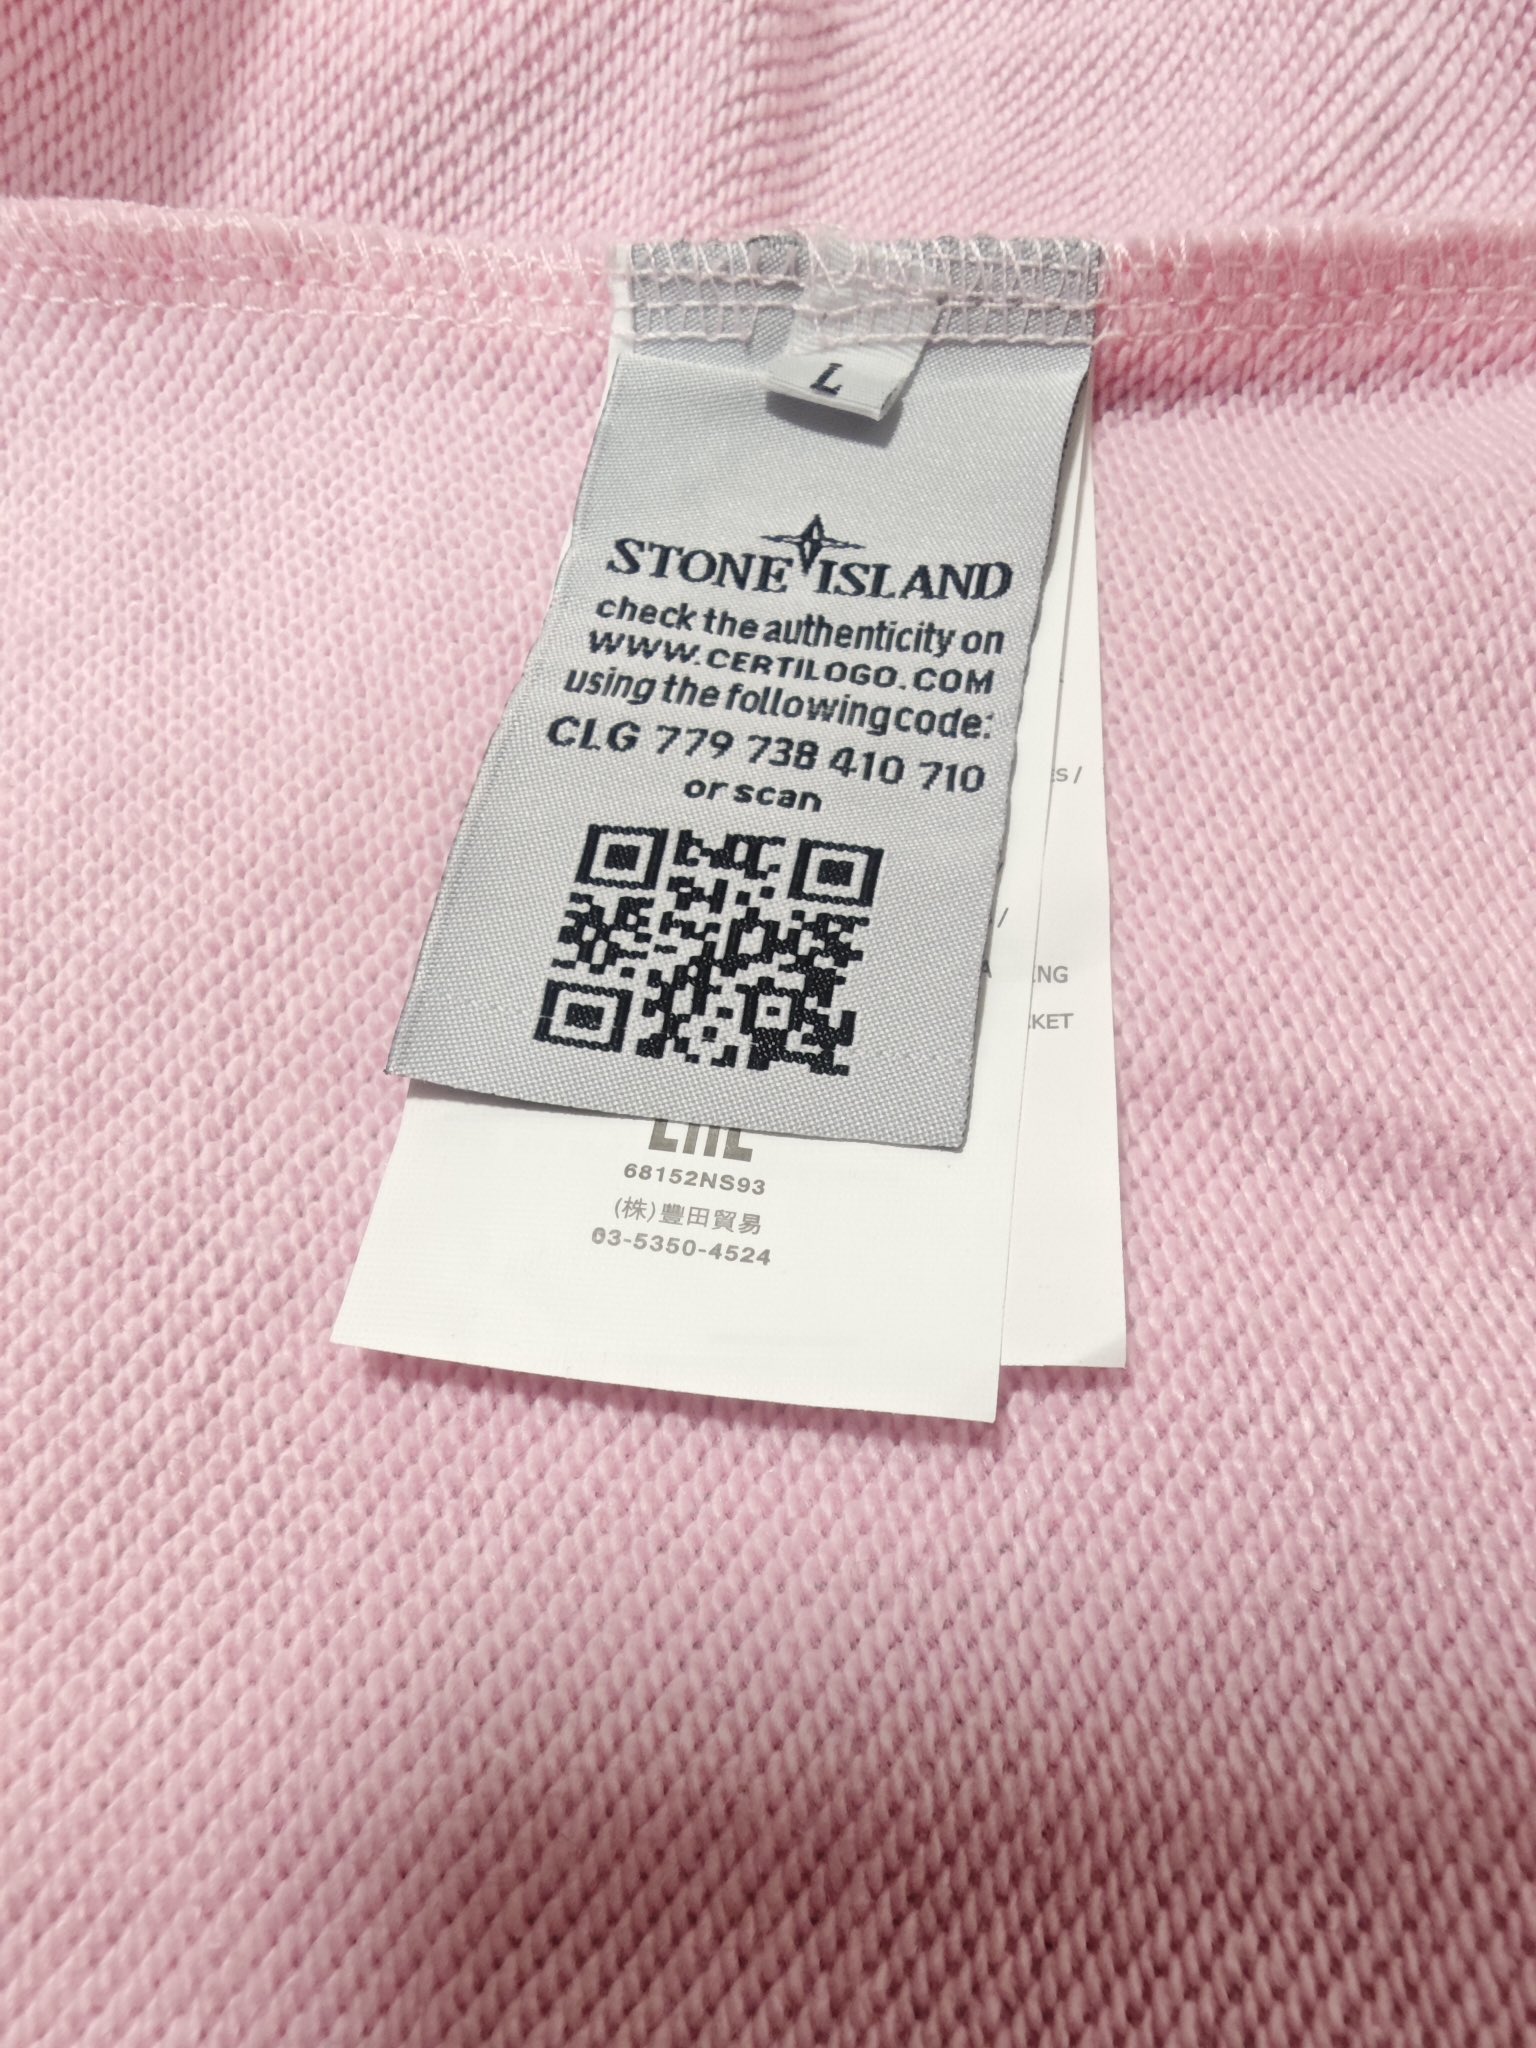 L
STONE ISLAND
check the authenticity on
WWW.CERTILOGO.COM
using the following code:
CLG 779 738 410 710
or scan
EAC
68152NS93
(株)豊田貿易
03-5350-4524